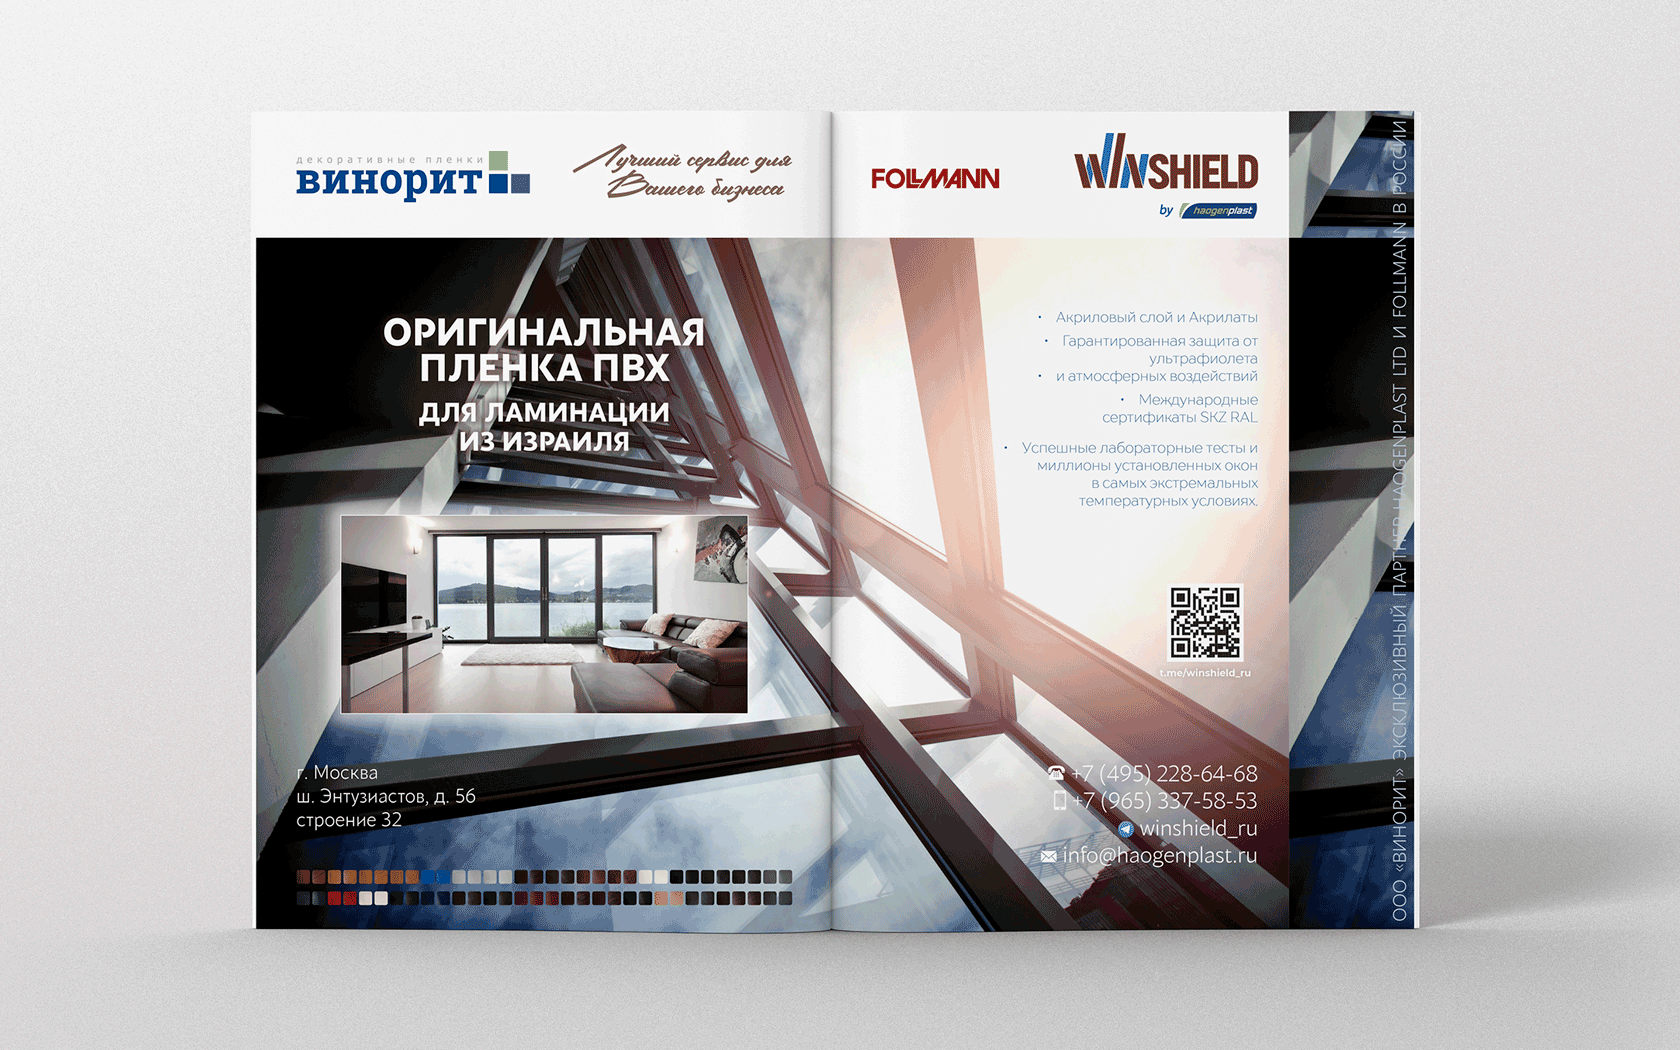 декоративные пленки
винорит
Лучший сервис для
Вашего бизнеса
FOLLMANN
WINSHIELD
by haogenplast
ОРИГИНАЛЬНАЯ
ПЛЕНКА ПВХ
ДЛЯ ЛАМИНАЦИИ
ИЗ ИЗРАИЛЯ
г. Москва
ш. Энтузиастов, д. 56
строение 32
• Акриловый слой и Акрилаты
• Гарантированная защита от
ультрафиолета
• и атмосферных воздействий
• Международные
сертификаты SKZ RAL
• Успешные лабораторные тесты и
миллионы установленных окон
в самых экстремальных
температурных условиях.
t.me/winshield_ru
+7 (495) 228-64-68
+7 (965) 337-58-53
winshield_ru
info@haogenplast.ru
ООО «ВИНОРИТ» ЭКСКЛЮЗИВНЫЙ ПАРТНЕР HAOGENPLAST LTD И FOLLMANN В РОССИИ